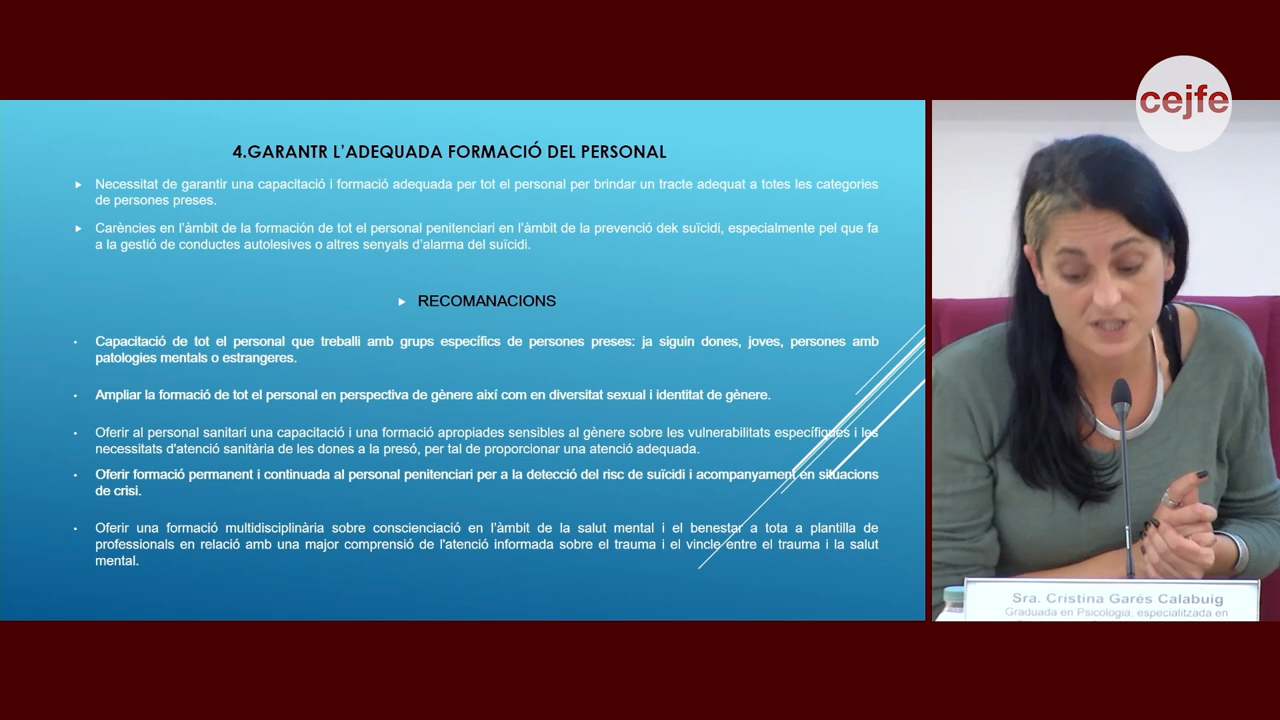 cejfe
4.GARANTR L'ADEQUADA FORMACIÓ DEL PERSONAL
Necessitat de garantir una capacitació i formació adequada per tot el personal per brindar un tracte adequat a totes les categories
de persones preses.
Carències en l'àmbit de la formación de tot el personal penitenciari en l'àmbit de la prevenció dek suïcidi, especialmente pel que fa
a la gestió de conductes autolesives o altres senyals d'alarma del suïcidi.
RECOMANACIONS
Capacitació de tot el personal que treballi amb grups específics de persones preses: ja siguin dones, joves, persones amb
patologies mentals o estrangeres.
Ampliar la formació de tot el personal en perspectiva de gènere així com en diversitat sexual i identitat de gènere.
Oferir al personal sanitari una capacitació i una formació apropiades sensibles al gènere sobre les vulnerabilitats específiques i les
necessitats d'atenció sanitària de les dones a la presó, per tal de proporcionar una atenció adequada.
Oferir formació permanent i continuada al personal penitenciari per a la detecció del risc de suïcidi i acompanyament en situacions
de crisi.
Oferir una formació multidisciplinària sobre conscienciació en l'àmbit de la salut mental i el benestar a tota a plantilla de
professionals en relació amb una major comprensió de l'atenció informada sobre el trauma i el vincle entre el trauma i la salut
mental.
Sra. Cristina Garés Calabuig
Graduada en Psicologia, especialitzada en